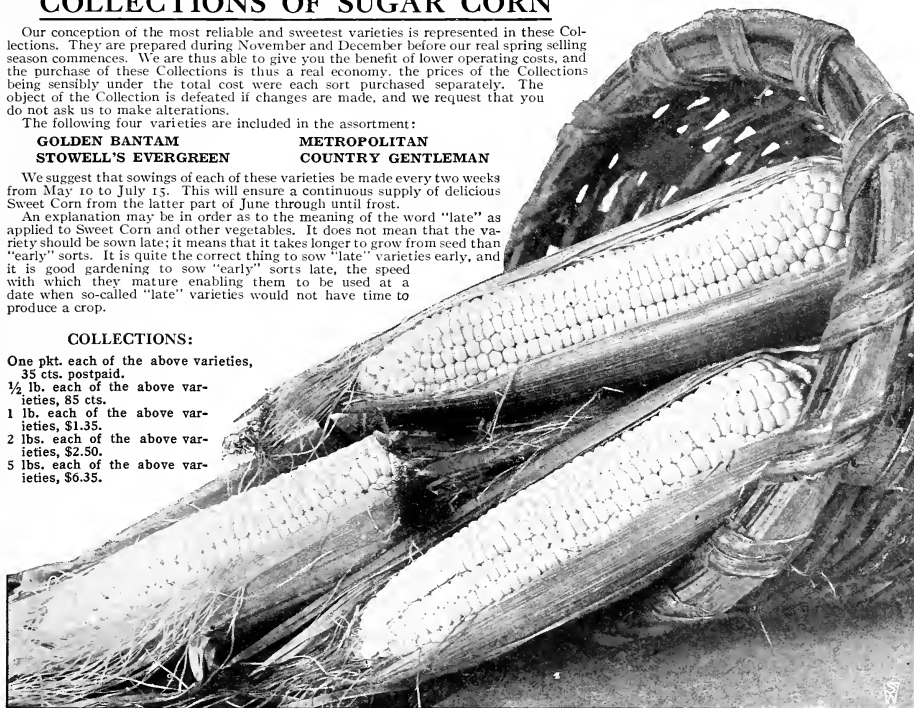 COLLECTIONS OF SUGAR CORN
Our conception of the most reliable and sweetest varieties is represented in these Col-
lections. They are prepared during November and December before our real spring selling
season commences. We are thus able to give you the benefit of lower operating costs, and
the purchase of these Collections is thus a real economy. the prices of the Collections
being sensibly under the total cost were each sort purchased separately. The
object of the Collection is defeated if changes are made, and we request that you
do not ask us to make alterations.
The following four varieties are included in the assortment:
GOLDEN BANTAM METROPOLITAN
STOWELL'S EVERGREEN COUNTRY GENTLEMAN
We suggest that sowings of each of these varieties be made every two weeks
from May 10 to July 15. This will ensure a continuous supply of delicious
Sweet Corn from the latter part of June through until frost.
An explanation may be in order as to the meaning of the word "late" as
applied to Sweet Corn and other vegetables. It does not mean that the va-
riety should be sown late; it means that it takes longer to grow from seed than
"early" sorts. It is quite the correct thing to sow "late" varieties early, and
it is good gardening to sow "early" sorts late, the speed
with which they mature enabling them to be used at a
date when so-called "late" varieties would not have time to
produce a crop.
COLLECTIONS:
One pkt. each of the above varieties,
35 cts. postpaid.
½ lb. each of the above var-
ieties, 85 cts.
1 lb. each of the above var-
ieties, $1.35.
2 lbs. each of the above var-
ieties, $2.50.
5 lbs. each of the above var-
ieties, $6.35.